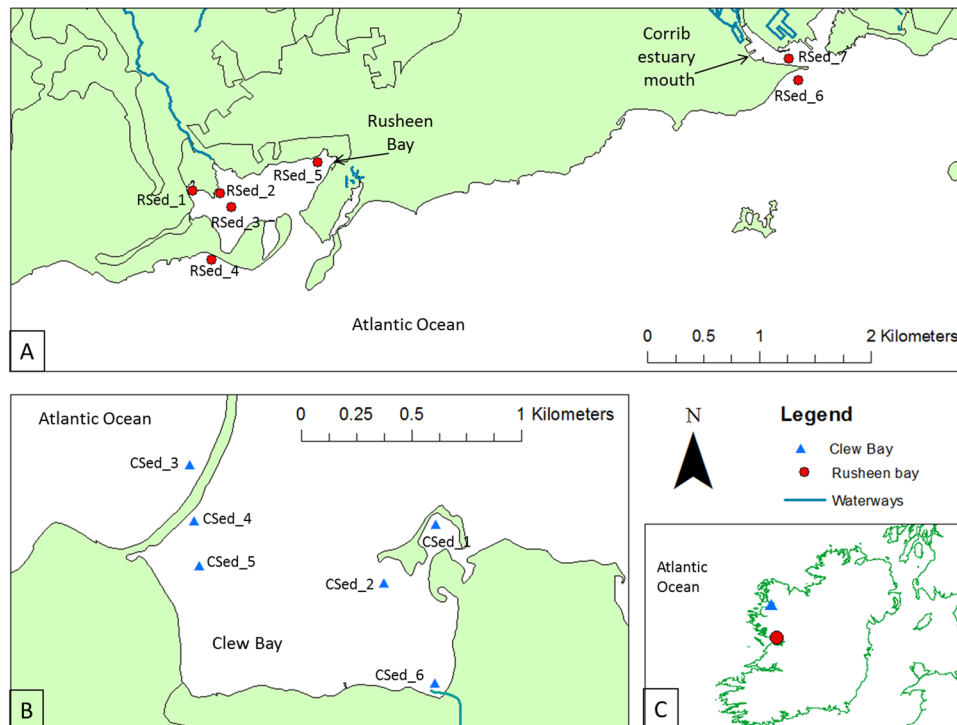 Corrib
estuary
mouth
RSed_7
RSed_6
Rusheen
Bay
RSed_5
RSed_1
RSed_2
RSed_3
RSed_4
Atlantic Ocean
0 0.5 1 2 Kilometers
A
Atlantic Ocean
0 0.25 0.5 1 Kilometers
CSed_3
CSed_4
CSed_5
CSed_1
CSed_2
Clew Bay
CSed_6
B
N
Legend
Clew Bay
Rusheen bay
Waterways
Atlantic
Ocean
C